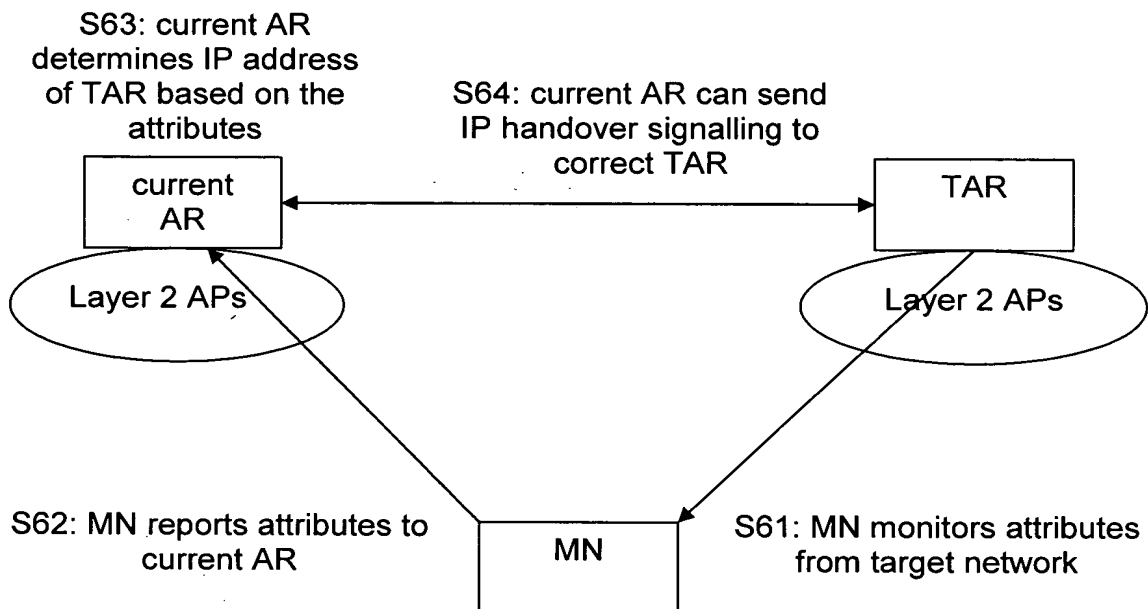 S63: current AR
determines IP address
of TAR based on the
attributes
S64: current AR can send
IP handover signalling to
correct TAR
current
AR
TAR
Layer 2 APs
Layer 2 APs
S62: MN reports attributes to
current AR
MN
S61: MN monitors attributes
from target network